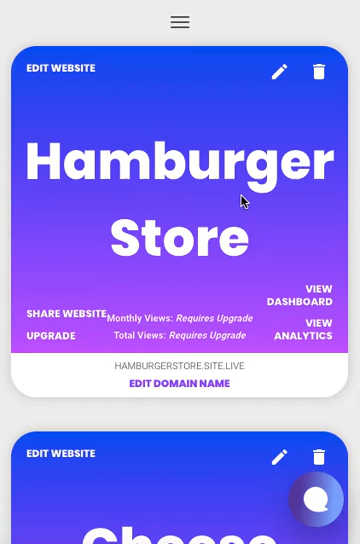 EDIT WEBSITE
Hamburger
Store
VIEW
DASHBOARD
SHARE WEBSITE
Monthly Views: Requires Upgrade
VIEW
ANALYTICS
UPGRADE
Total Views: Requires Upgrade
HAMBURGERSTORE.SITE.LIVE
EDIT DOMAIN NAME
EDIT WEBSITE
Cheese